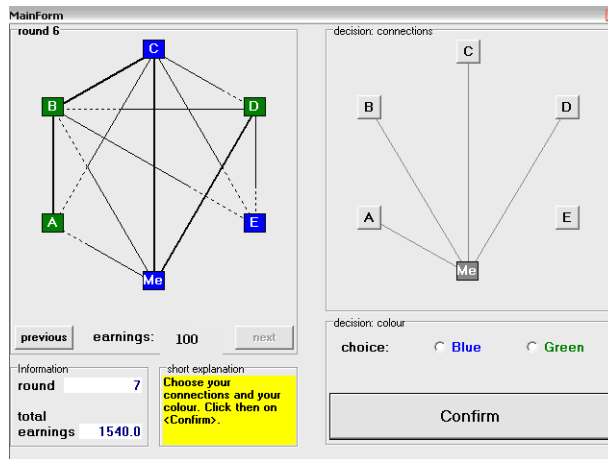 MainForm
round 6
C
B
D
A
E
Me
previous
earnings:
100
next
Information
round
7
total
earnings
1540.0
short explanation
Choose your
connections and your
colour. Click then on
<Confirm>.
decision: connections
C
B
D
A
E
Me
decision: colour
choice:
Blue
Green
Confirm